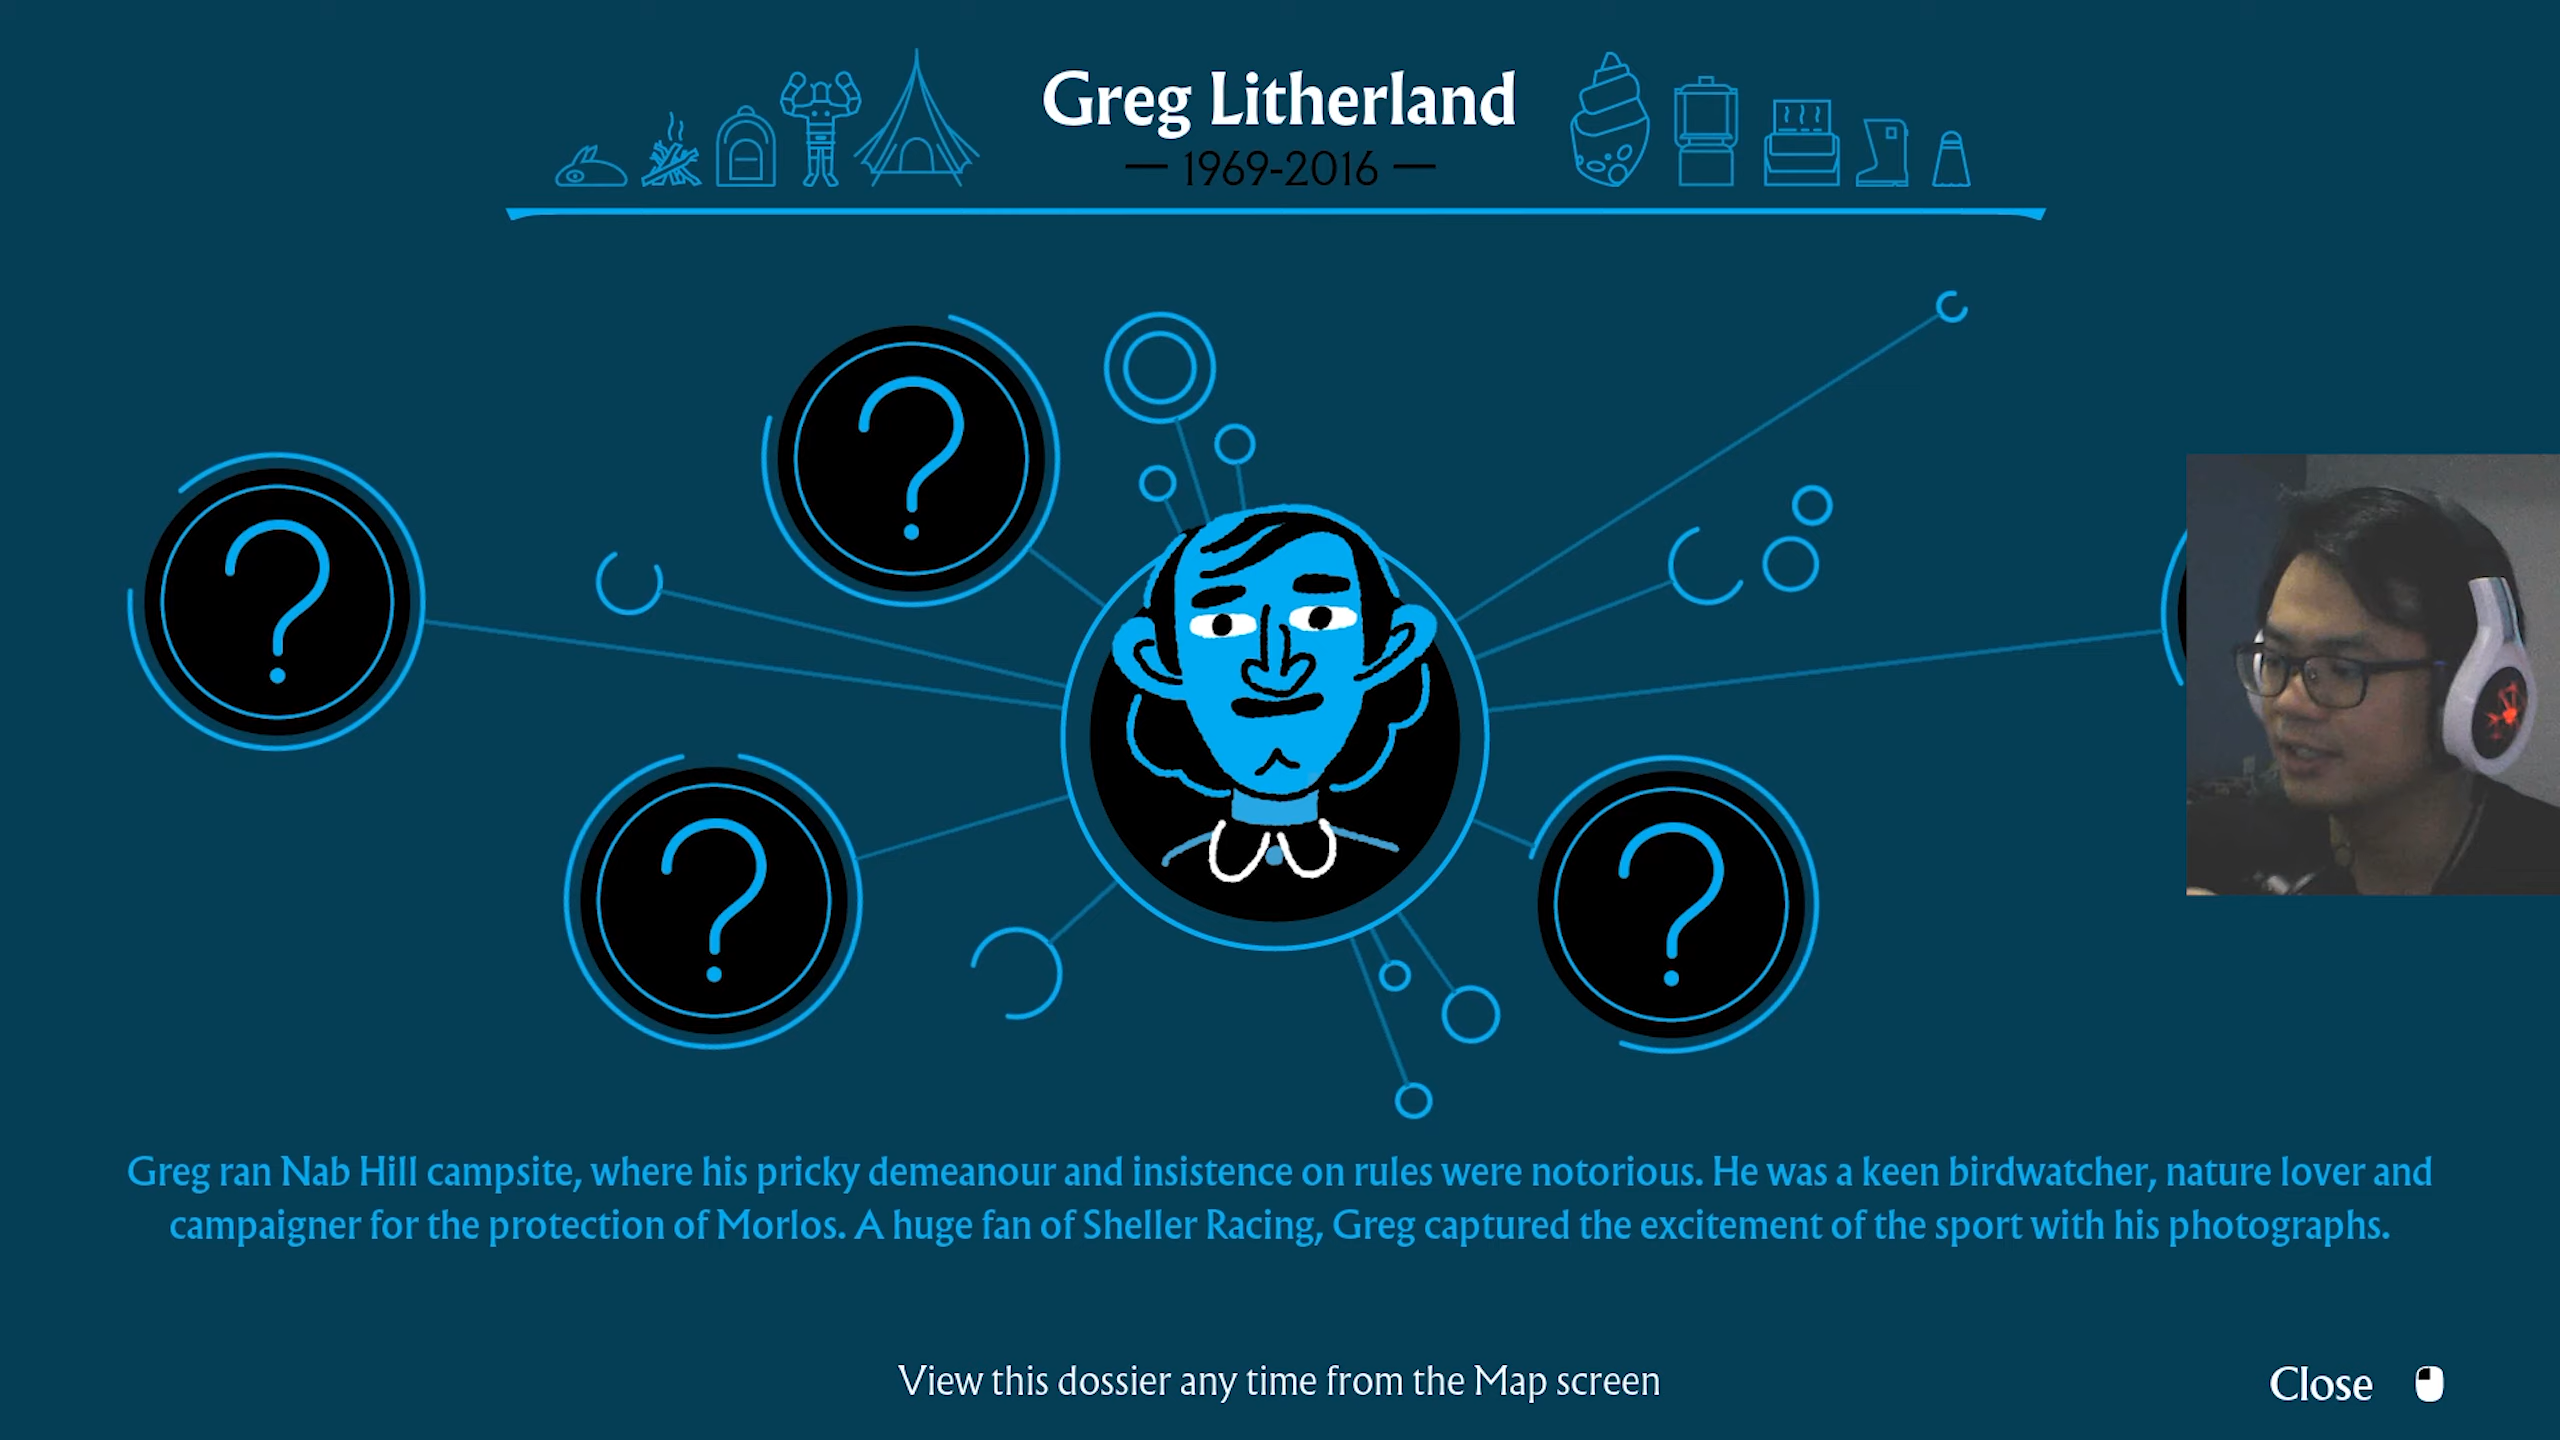 Greg Litherland
— 1969-2016 —
?
?
?
?
Greg ran Nab Hill campsite, where his pricky demeanour and insistence on rules were notorious. He was a keen birdwatcher, nature lover and
campaigner for the protection of Morlos. A huge fan of Sheller Racing, Greg captured the excitement of the sport with his photographs.
View this dossier any time from the Map screen
Close